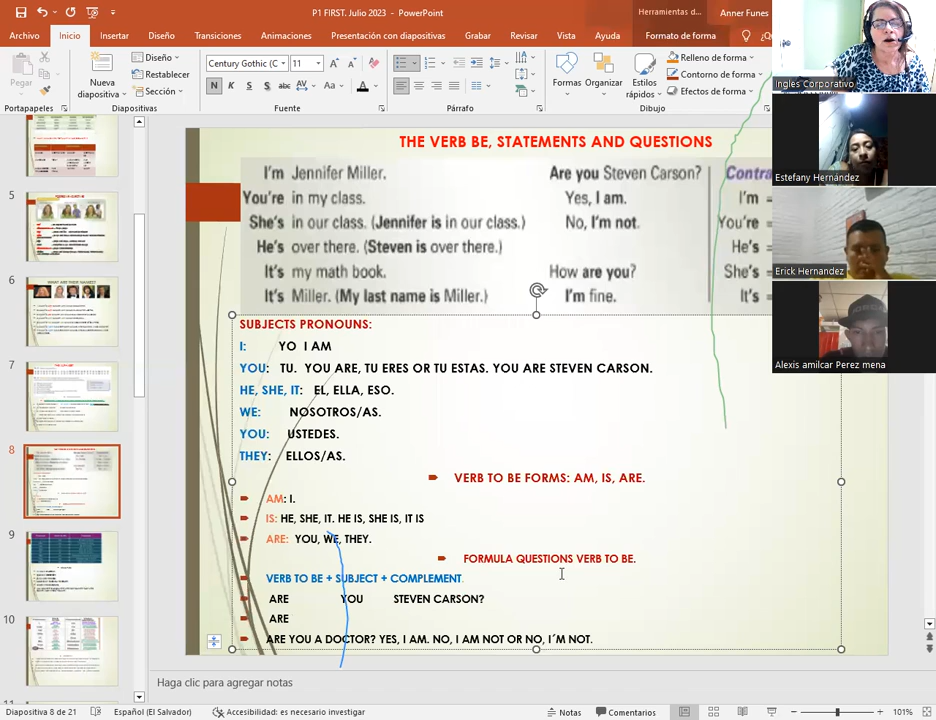 P1 FIRST. Julio 2023 - PowerPoint
Herramientas d...
Anner Funes
Archivo
Inicio
Insertar
Diseño
Transiciones
Animaciones
Presentación con diapositivas
Grabar
Revisar
Vista
Ayuda
Formato de forma
Pegar
Nueva diapositiva
Diseño
Restablecer
Sección
Century Gothic (C
11
N K S abc AV Aa A
Formas
Organizar
Estilos rápidos
Relleno de forma
Contorno de forma
Efectos de forma
Portapapeles
Diapositivas
Fuente
Párrafo
Dibujo
Ingles Corporativo
Estefany Hernández
Erick Hernandez
Alexis amilcar Perez mena
5
6
7
8
9
10
THE VERB BE, STATEMENTS AND QUESTIONS
I'm Jennifer Miller.
You're in my class.
She's in our class. (Jennifer is in our class.)
He's over there. (Steven is over there.)
It's my math book.
It's Miller. (My last name is Miller.)
Are you Steven Carson?
Yes, I am.
No, I'm not.
How are you?
I'm fine.
Contra
I'm =
You're =
He's =
She's =
It's =
SUBJECTS PRONOUNS:
I: YO I AM
YOU: TU. YOU ARE, TU ERES OR TU ESTAS. YOU ARE STEVEN CARSON.
HE, SHE, IT: EL, ELLA, ESO.
WE: NOSOTROS/AS.
YOU: USTEDES.
THEY: ELLOS/AS.
VERB TO BE FORMS: AM, IS, ARE.
AM: I.
IS: HE, SHE, IT. HE IS, SHE IS, IT IS
ARE: YOU, WE, THEY.
FORMULA QUESTIONS VERB TO BE.
VERB TO BE + SUBJECT + COMPLEMENT.
ARE YOU STEVEN CARSON?
ARE
ARE YOU A DOCTOR? YES, I AM. NO, I AM NOT OR NO, I´M NOT.
Haga clic para agregar notas
Diapositiva 8 de 21
Español (El Salvador)
Accesibilidad: es necesario investigar
Notas
Comentarios
101%